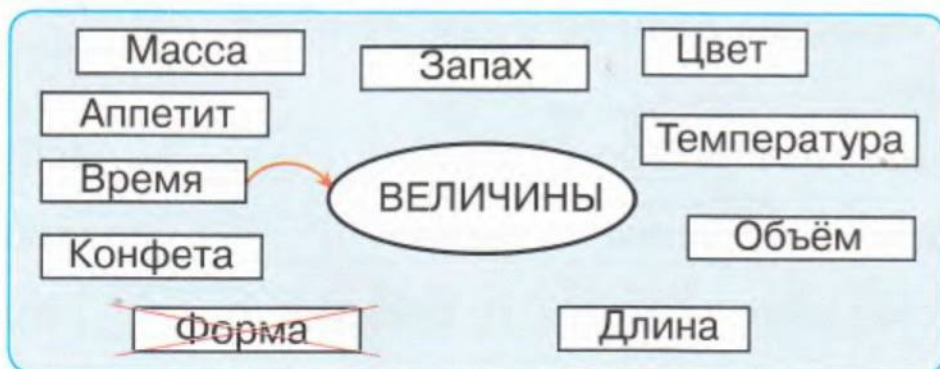 Масса
Запах
Цвет
Аппетит
Температура
Время
ВЕЛИЧИНЫ
Объём
Конфета
Форма
Длина